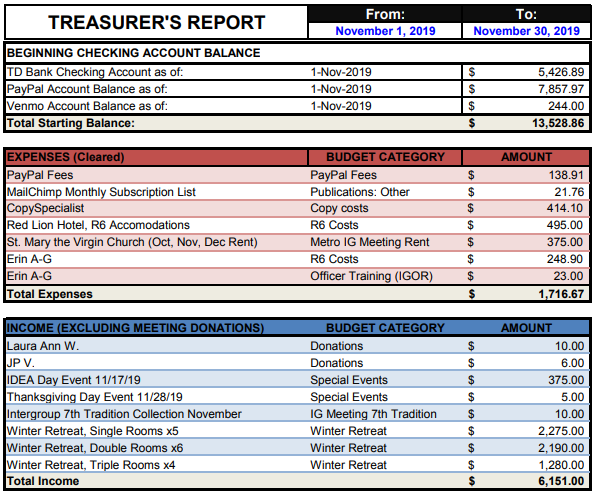 TREASURER'S REPORT From: To:
November 1, 2019 November 30, 2019
BEGINNING CHECKING ACCOUNT BALANCE
TD Bank Checking Account as of: 1-Nov-2019 $ 5,426.89
PayPal Account Balance as of: 1-Nov-2019 $ 7,857.97
Venmo Account Balance as of: 1-Nov-2019 $ 244.00
Total Starting Balance: $ 13,528.86
EXPENSES (Cleared) BUDGET CATEGORY AMOUNT
PayPal Fees PayPal Fees $ 138.91
MailChimp Monthly Subscription List Publications: Other $ 21.76
CopySpecialist Copy costs $ 414.10
Red Lion Hotel, R6 Accomodations R6 Costs $ 495.00
St. Mary the Virgin Church (Oct, Nov, Dec Rent) Metro IG Meeting Rent $ 375.00
Erin A-G R6 Costs $ 248.90
Erin A-G Officer Training (IGOR) $ 23.00
Total Expenses $ 1,716.67
INCOME (EXCLUDING MEETING DONATIONS) BUDGET CATEGORY AMOUNT
Laura Ann W. Donations $ 10.00
JP V. Donations $ 6.00
IDEA Day Event 11/17/19 Special Events $ 375.00
Thanksgiving Day Event 11/28/19 Special Events $ 5.00
Intergroup 7th Tradition Collection November IG Meeting 7th Tradition $ 10.00
Winter Retreat, Single Rooms x5 Winter Retreat $ 2,275.00
Winter Retreat, Double Rooms x6 Winter Retreat $ 2,190.00
Winter Retreat, Triple Rooms x4 Winter Retreat $ 1,280.00
Total Income $ 6,151.00